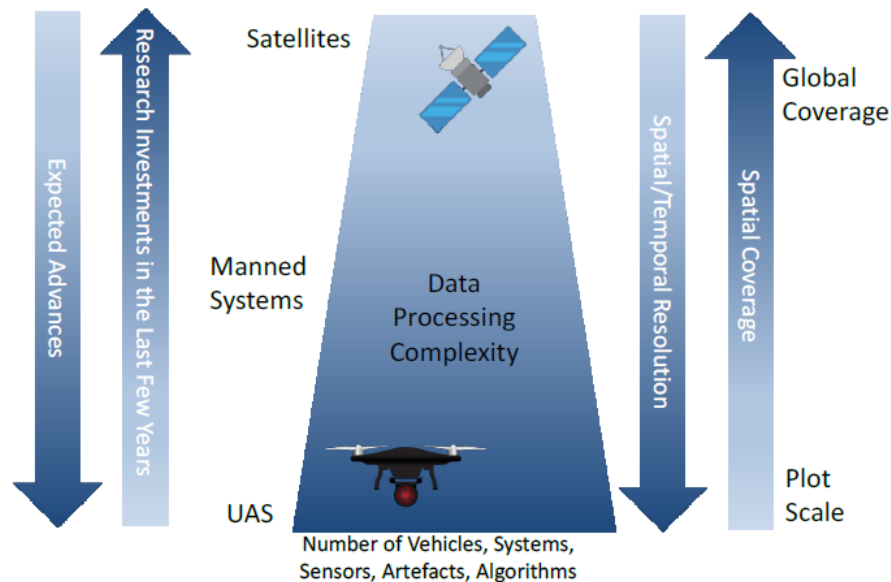 Expected Advances
Research Investments in the Last Few Years
Satellites
Manned
Systems
UAS
Data
Processing
Complexity
Number of Vehicles, Systems,
Sensors, Artefacts, Algorithms
Spatial/Temporal Resolution
Spatial Coverage
Global
Coverage
Plot
Scale